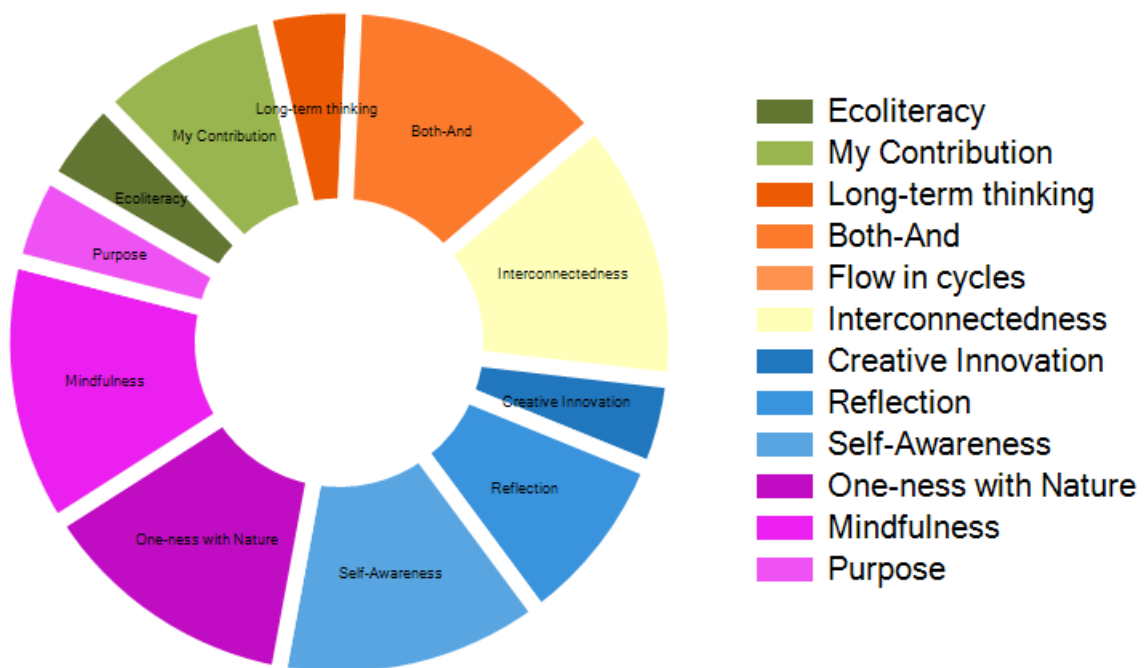 Long-term thinking
Both-And
My Contribution
Ecoliteracy
Purpose
Interconnectedness
Mindfulness
Creative Innovation
Reflection
One-ness with Nature
Self-Awareness
Ecoliteracy
My Contribution
Long-term thinking
Both-And
Flow in cycles
Interconnectedness
Creative Innovation
Reflection
Self-Awareness
One-ness with Nature
Mindfulness
Purpose